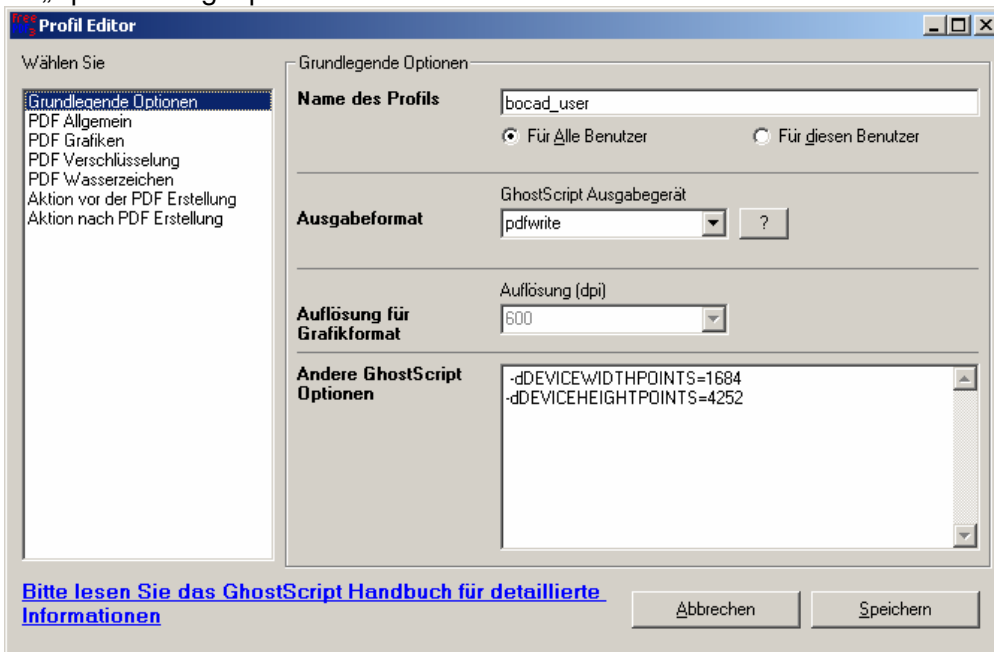 Profil Editor
Wählen Sie
Grundlegende Optionen
PDF Allgemein
PDF Grafiken
PDF Verschlüsselung
PDF Wasserzeichen
Aktion vor der PDF Erstellung
Aktion nach PDF Erstellung
Grundlegende Optionen
Name des Profils
bocad_user
Für Alle Benutzer
Für diesen Benutzer
GhostScript Ausgabegerät
Ausgabeformat
pdfwrite
?
Auflösung (dpi)
Auflösung für
Grafikformat
600
Andere GhostScript
Optionen
-dDEVICEWIDTHPOINTS=1684
-dDEVICEHEIGHTPOINTS=4252
Bitte lesen Sie das GhostScript Handbuch für detaillierte
Informationen
Abbrechen
Speichern